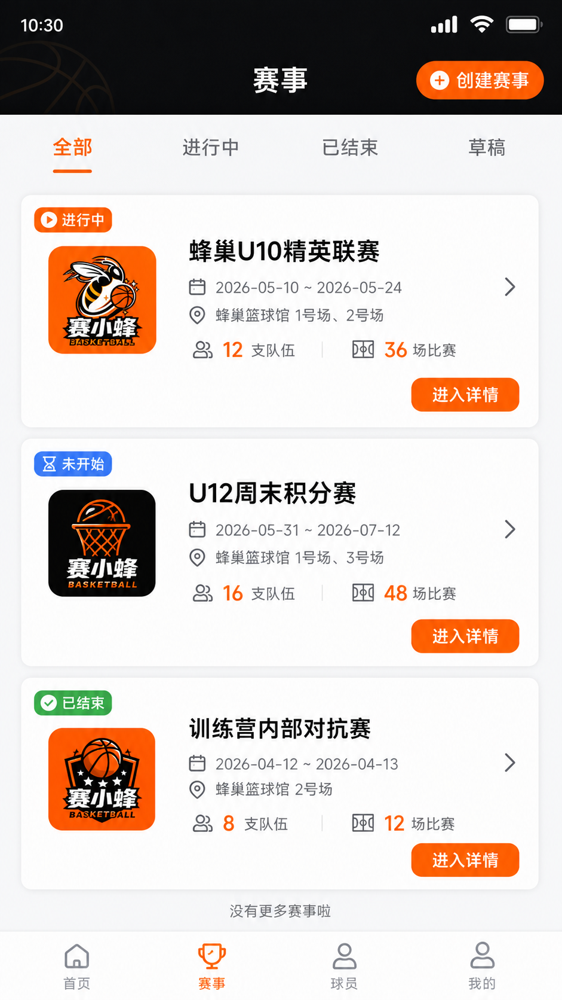 10:30
赛事
创建赛事
全部 进行中 已结束 草稿
进行中
蜂巢U10精英联赛
2026-05-10 ~ 2026-05-24
蜂巢篮球馆 1号场、2号场
12 支队伍 36 场比赛
赛小蜂
BASKETBALL
进入详情
未开始
U12周末积分赛
2026-05-31 ~ 2026-07-12
蜂巢篮球馆 1号场、3号场
16 支队伍 48 场比赛
赛小蜂
BASKETBALL
进入详情
已结束
训练营内部对抗赛
2026-04-12 ~ 2026-04-13
蜂巢篮球馆 2号场
8 支队伍 12 场比赛
赛小蜂
BASKETBALL
进入详情
没有更多赛事啦
首页 赛事 球员 我的